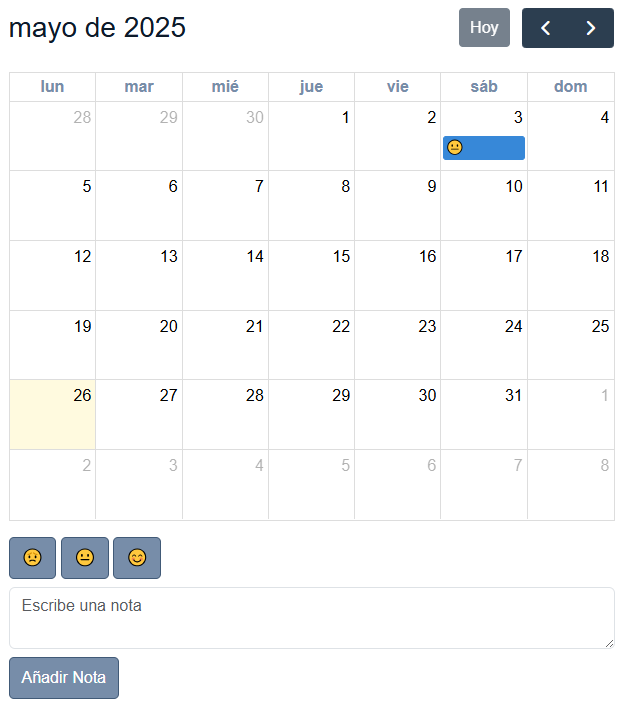 mayo de 2025
Hoy
lun mar mié jue vie sáb dom
28 29 30 1 2 3 4
5 6 7 8 9 10 11
12 13 14 15 16 17 18
19 20 21 22 23 24 25
26 27 28 29 30 31 1
2 3 4 5 6 7 8
Escribe una nota
Añadir Nota